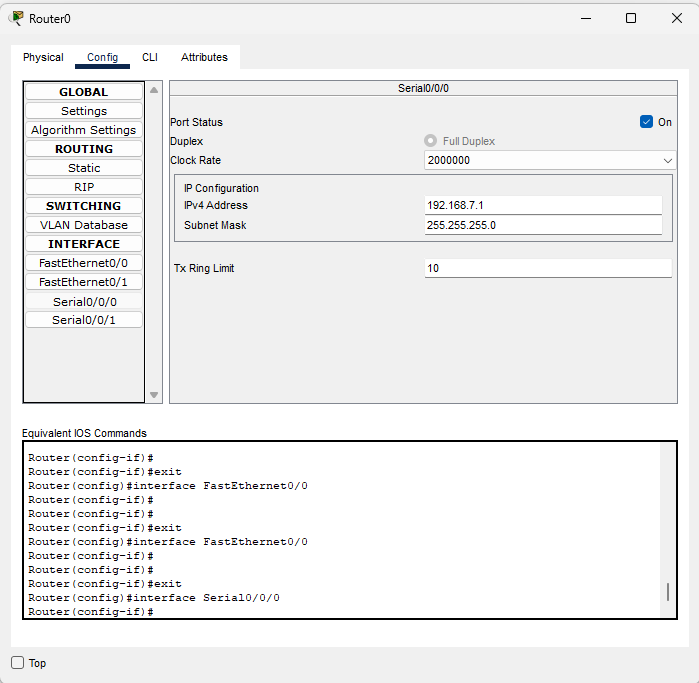 Router0
Physical Config CLI Attributes
GLOBAL
Settings
Algorithm Settings
ROUTING
Static
RIP
SWITCHING
VLAN Database
INTERFACE
FastEthernet0/0
FastEthernet0/1
Serial0/0/0
Serial0/0/1
Serial0/0/0
Port Status On
Duplex Full Duplex
Clock Rate 2000000
IP Configuration
IPv4 Address 192.168.7.1
Subnet Mask 255.255.255.0
Tx Ring Limit 10
Equivalent IOS Commands
Router(config-if)#
Router(config-if)#exit
Router(config)#interface FastEthernet0/0
Router(config-if)#
Router(config-if)#
Router(config-if)#exit
Router(config)#interface FastEthernet0/0
Router(config-if)#
Router(config-if)#
Router(config-if)#exit
Router(config)#interface Serial0/0/0
Router(config-if)#
Top